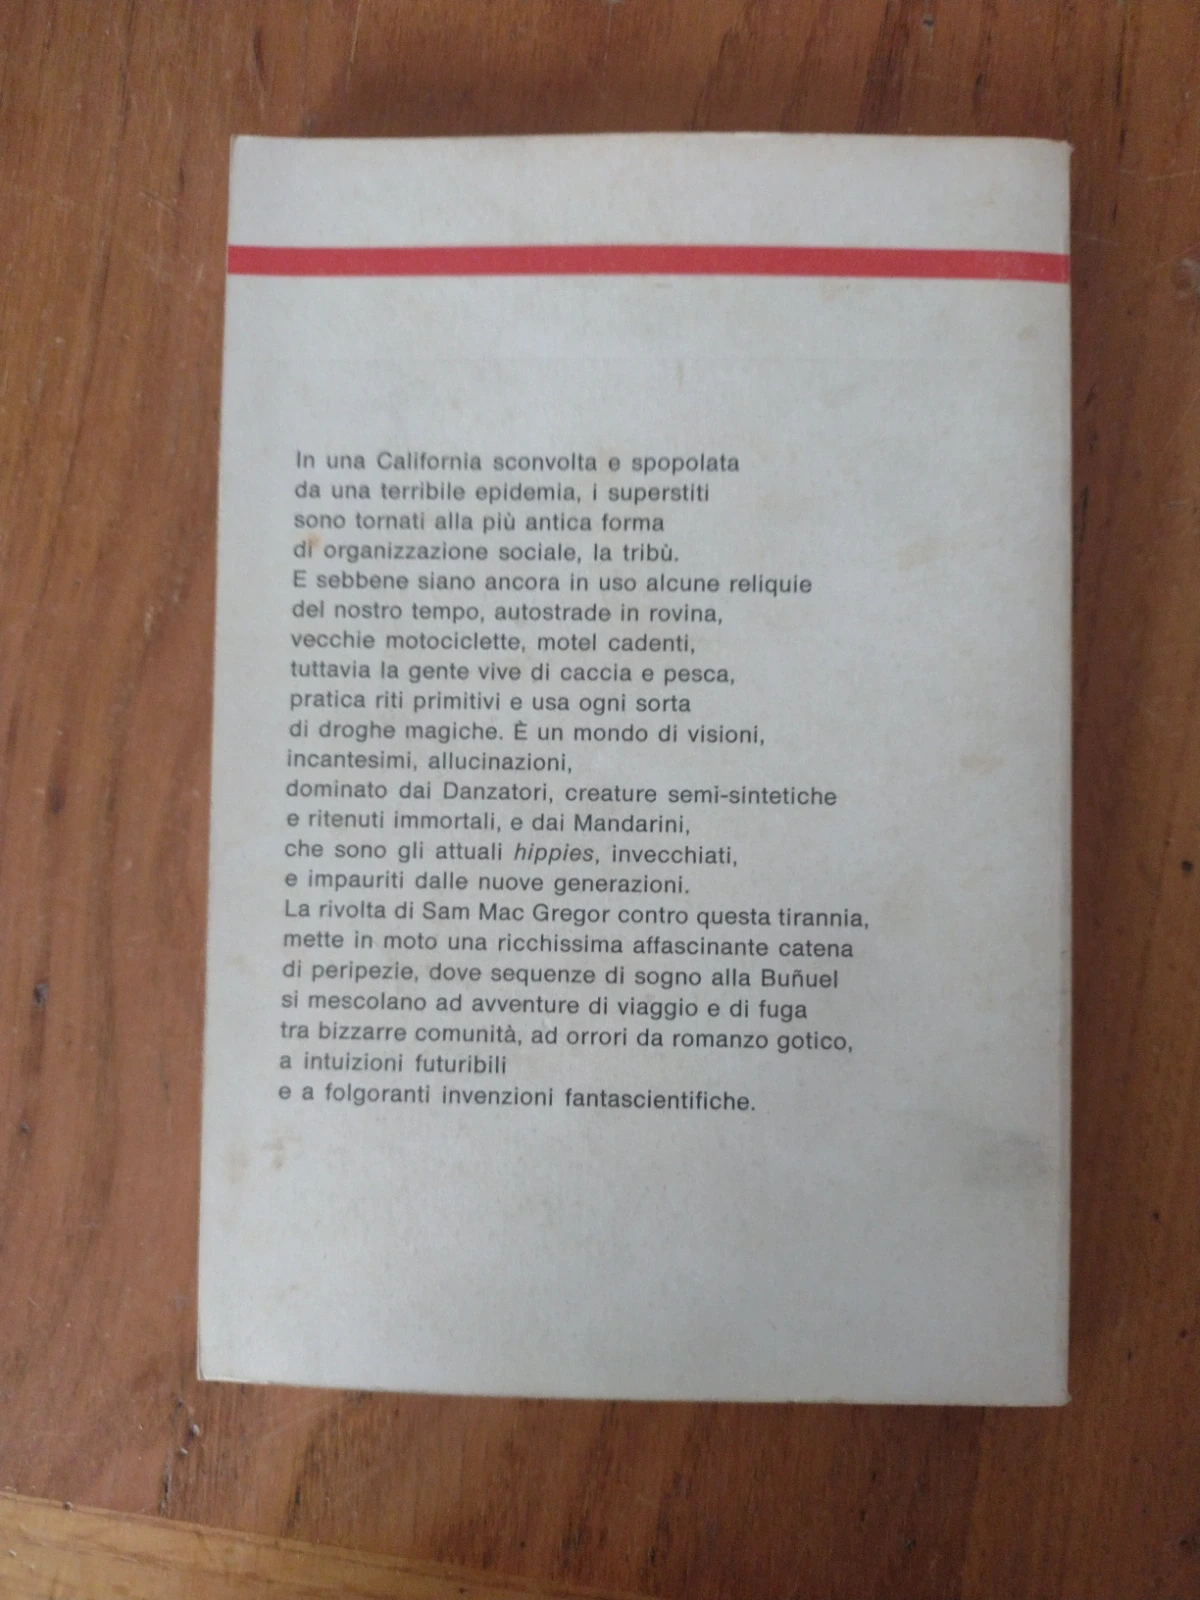 In una California sconvolta e spopolata
da una terribile epidemia, i superstiti
sono tornati alla più antica forma
di organizzazione sociale, la tribù.
E sebbene siano ancora in uso alcune reliquie
del nostro tempo, autostrade in rovina,
vecchie motociclette, motel cadenti,
tuttavia la gente vive di caccia e pesca,
pratica riti primitivi e usa ogni sorta
di droghe magiche. È un mondo di visioni,
incantesimi, allucinazioni,
dominato dai Danzatori, creature semi-sintetiche
e ritenuti immortali, e dai Mandarini,
che sono gli attuali hippies, invecchiati,
e impauriti dalle nuove generazioni.
La rivolta di Sam Mac Gregor contro questa tirannia,
mette in moto una ricchissima affascinante catena
di peripezie, dove sequenze di sogno alla Buñuel
si mescolano ad avventure di viaggio e di fuga
tra bizzarre comunità, ad orrori da romanzo gotico,
a intuizioni futuribili
e a folgoranti invenzioni fantascientifiche.